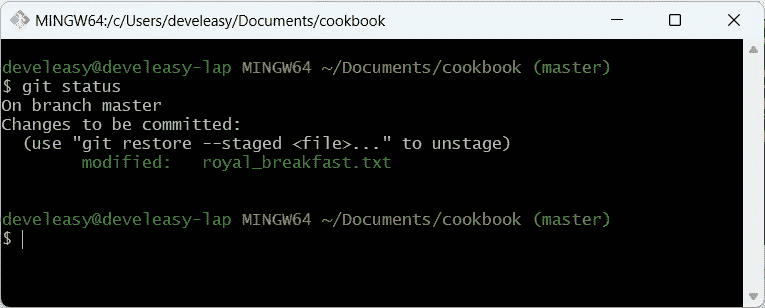 MINGW64:/c/Users/develeasy/Documents/cookbook
develeasy@develeasy-lap MINGW64 ~/Documents/cookbook (master)
$ git status
On branch master
Changes to be committed:
  (use "git restore --staged <file>..." to unstage)
        modified:   royal_breakfast.txt
develeasy@develeasy-lap MINGW64 ~/Documents/cookbook (master)
$